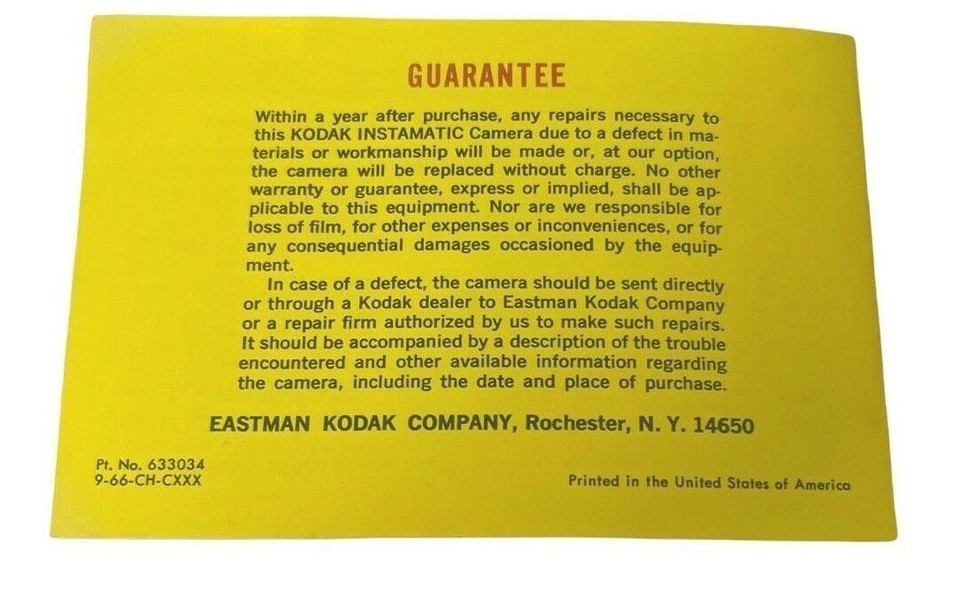 GUARANTEE
Within a year after purchase, any repairs necessary to
this KODAK INSTAMATIC Camera due to a defect in ma-
terials or workmanship will be made or, at our option,
the camera will be replaced without charge. No other
warranty or guarantee, express or implied, shall be ap-
plicable to this equipment. Nor are we responsible for
loss of film, for other expenses or inconveniences, or for
any consequential damages occasioned by the equip-
ment.
In case of a defect, the camera should be sent directly
or through a Kodak dealer to Eastman Kodak Company
or a repair firm authorized by us to make such repairs.
It should be accompanied by a description of the trouble
encountered and other available information regarding
the camera, including the date and place of purchase.
EASTMAN KODAK COMPANY, Rochester, N. Y. 14650
Pt. No. 633034
9-66-CH-CXXX
Printed in the United States of America